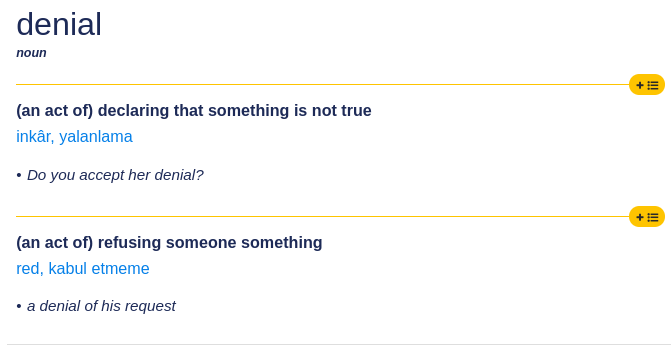 denial
noun
(an act of) declaring that something is not true
inkâr, yalanlama
• Do you accept her denial?
(an act of) refusing someone something
red, kabul etmeme
• a denial of his request